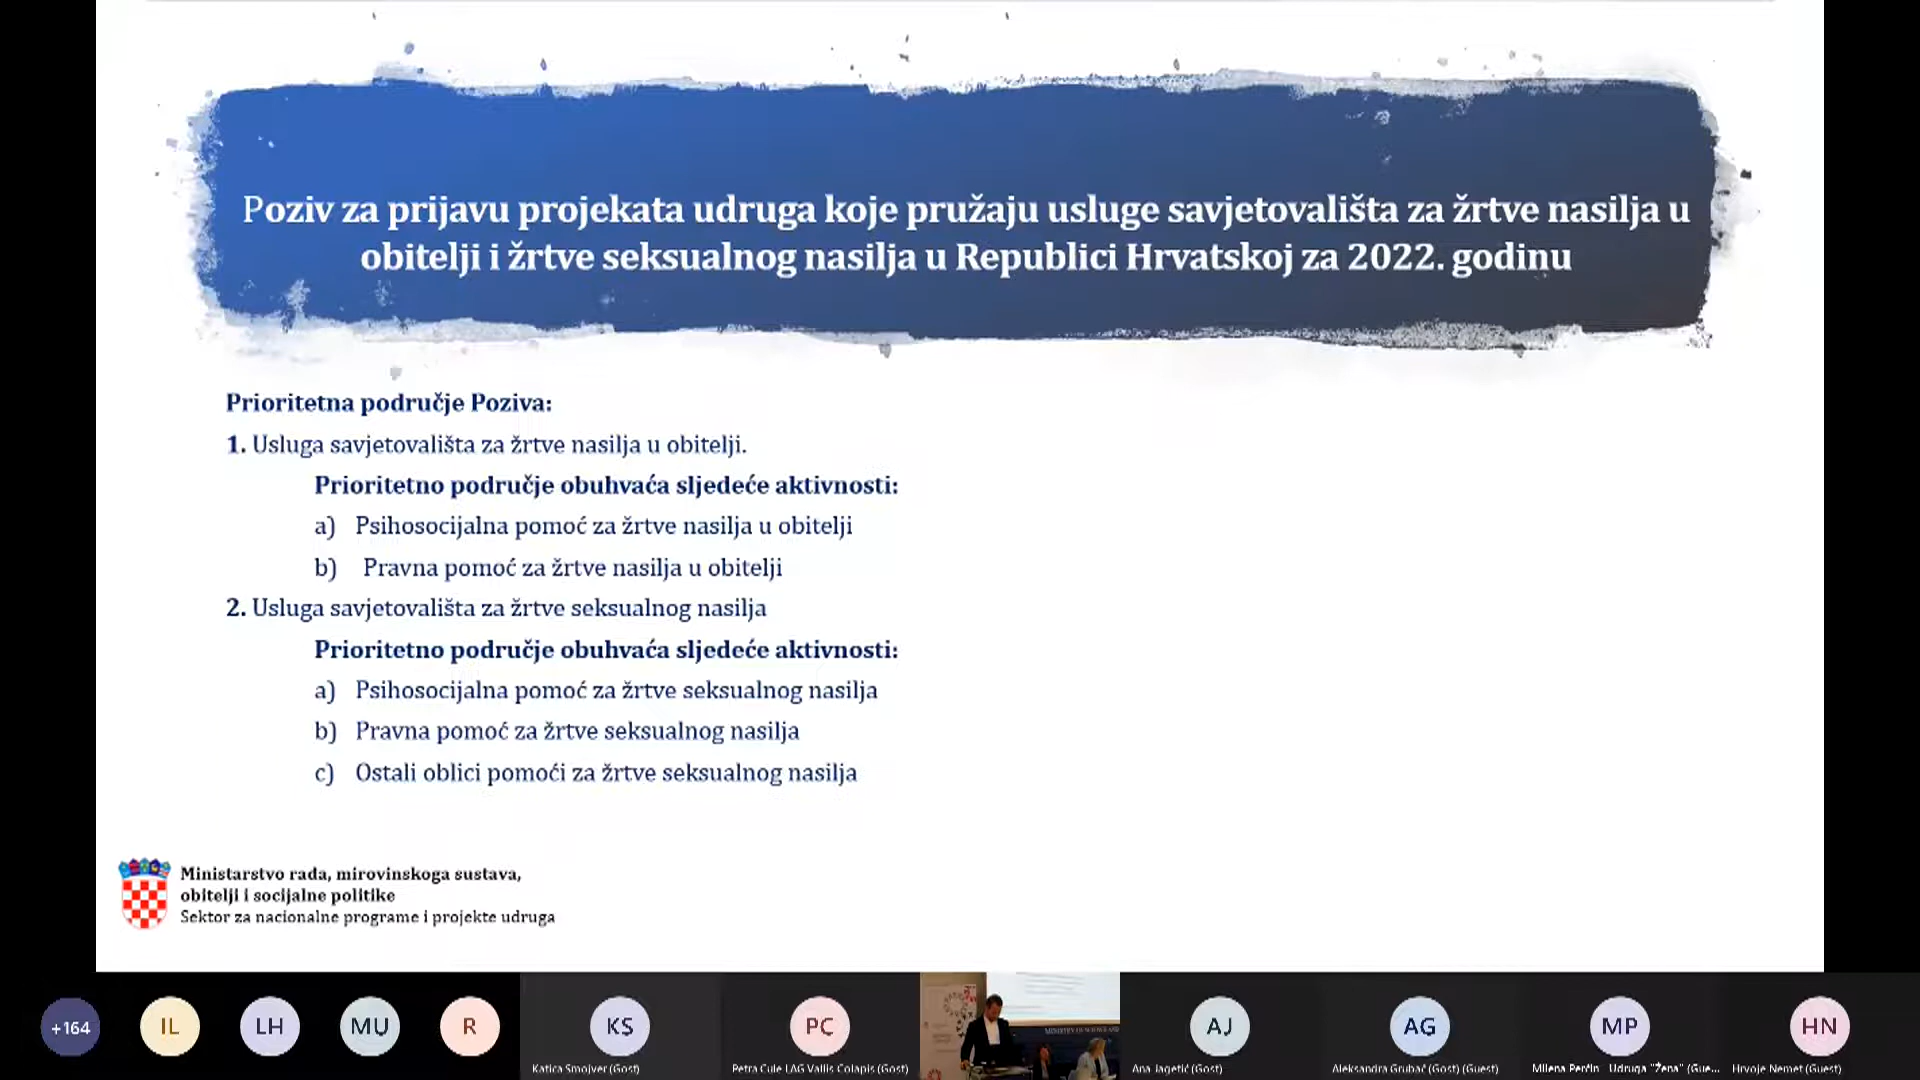 Poziv za prijavu projekata udruga koje pružaju usluge savjetovališta za žrtve nasilja u
obitelji i žrtve seksualnog nasilja u Republici Hrvatskoj za 2022. godinu
Prioritetna područje Poziva:
1. Usluga savjetovališta za žrtve nasilja u obitelji.
Prioritetno područje obuhvaća sljedeće aktivnosti:
a) Psihosocijalna pomoć za žrtve nasilja u obitelji
b) Pravna pomoć za žrtve nasilja u obitelji
2. Usluga savjetovališta za žrtve seksualnog nasilja
Prioritetno područje obuhvaća sljedeće aktivnosti:
a) Psihosocijalna pomoć za žrtve seksualnog nasilja
b) Pravna pomoć za žrtve seksualnog nasilja
c) Ostali oblici pomoći za žrtve seksualnog nasilja
Ministarstvo rada, mirovinskoga sustava,
obitelji i socijalne politike
Sektor za nacionalne programe i projekte udruga
+164 IL LH MU R KS PC AJ AG MP HN
Katica Smojver (Gost) Petra Cule LAG Vallis Colapis (Gost) Ana Jagetić (Gost) Aleksandra Grubač (Gost) (Guest) Milena Perčin _Udruga "Žena" (Gue... Hrvoje Nemet (Guest)